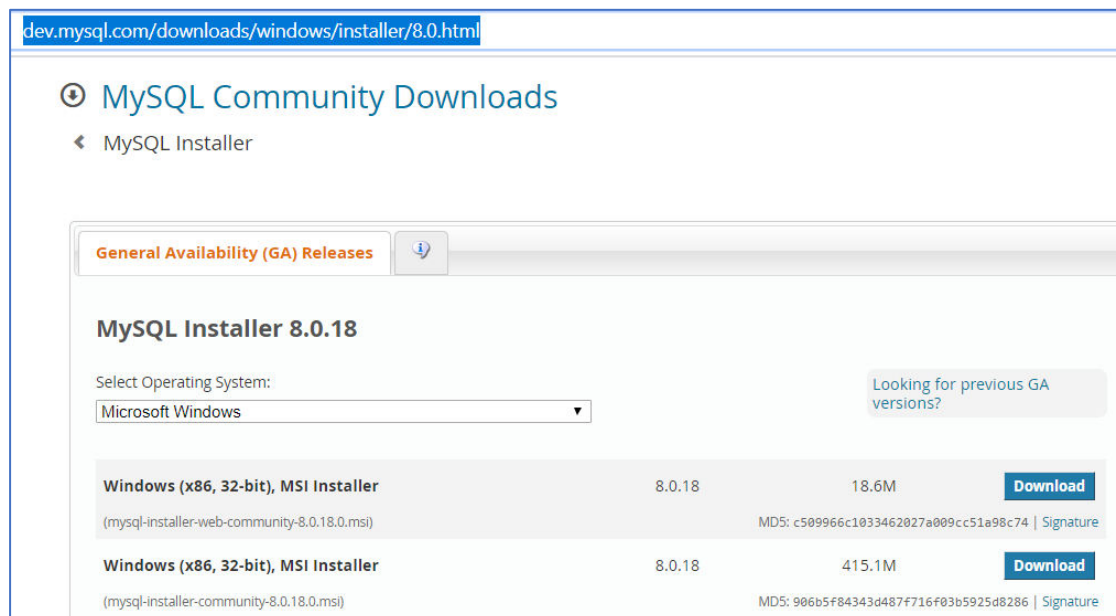 dev.mysql.com/downloads/windows/installer/8.0.html
MySQL Community Downloads
MySQL Installer
General Availability (GA) Releases
MySQL Installer 8.0.18
Select Operating System:
Looking for previous GA
versions?
Microsoft Windows
Windows (x86, 32-bit), MSI Installer 8.0.18 18.6M Download
(mysql-installer-web-community-8.0.18.0.msi) MD5: c509966c1033462027a009cc51a98c74 | Signature
Windows (x86, 32-bit), MSI Installer 8.0.18 415.1M Download
(mysql-installer-community-8.0.18.0.msi) MD5: 906b5f84343d487f716f03b5925d8286 | Signature